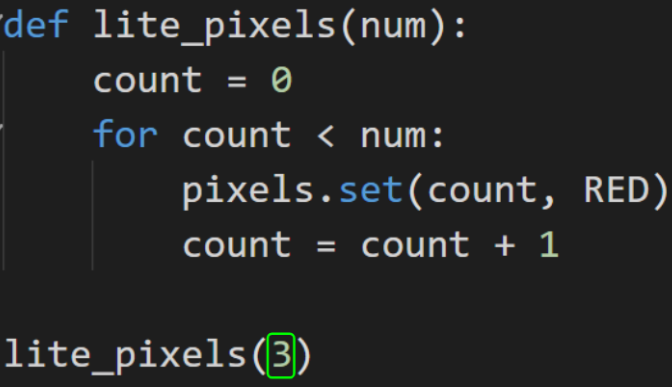 def lite_pixels(num):
    count = 0
    for count < num:
        pixels.set(count, RED)
        count = count + 1
lite_pixels(3)